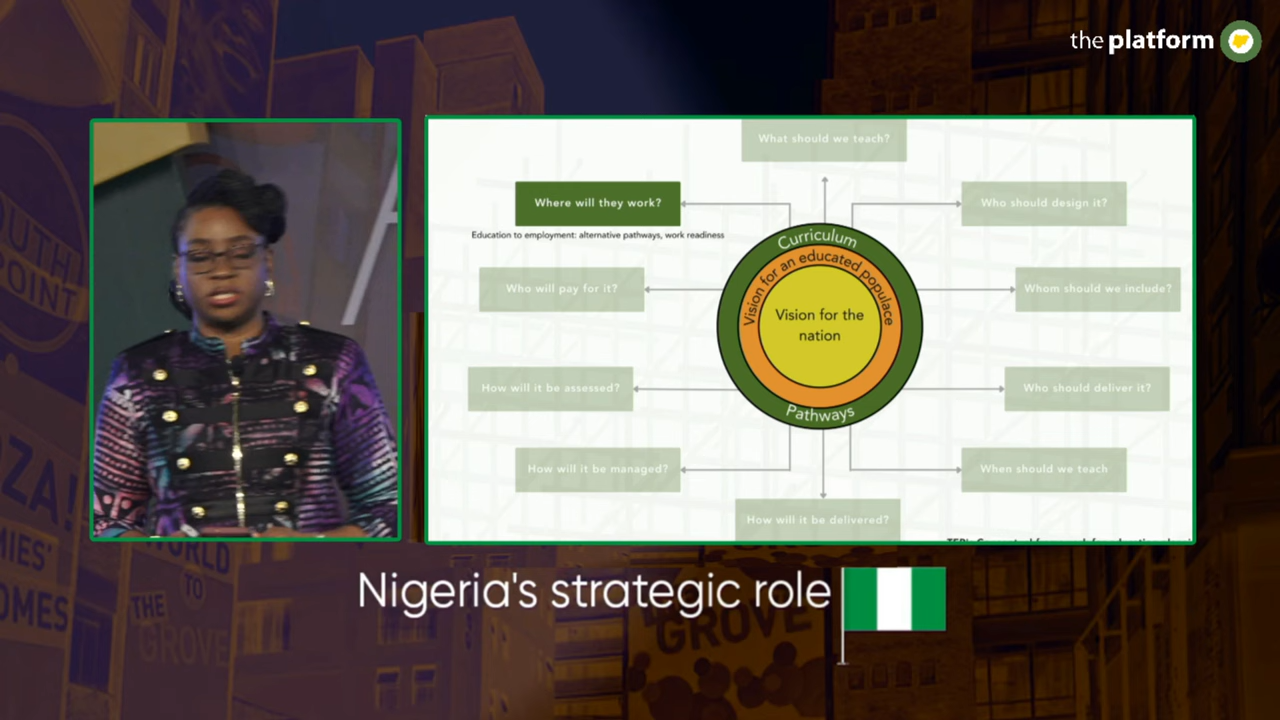 the platform
What should we teach?
Where will they work?
Who should design it?
Education to employment: alternative pathways, work readiness
Curriculum
Vision for an educated populace
Who will pay for it?
Whom should we include?
Vision for the
nation
How will it be assessed?
Who should deliver it?
Pathways
How will it be managed?
When should we teach
How will it be delivered?
Nigeria's strategic role
OUTH
POINT
ZA!
MIES'
OMES
WORLD
TO
THE
GROVE
GROVE